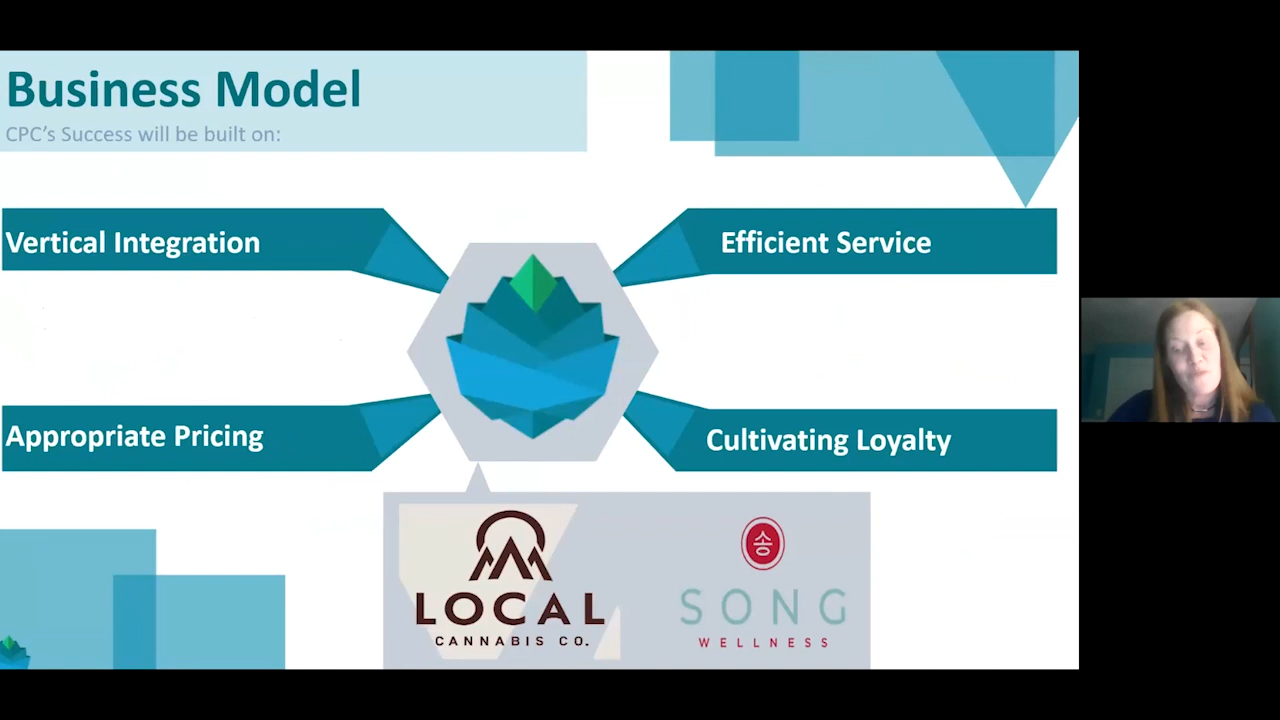 Business Model
CPC's Success will be built on:
Vertical Integration
Efficient Service
Appropriate Pricing
Cultivating Loyalty
LOCAL
CANNABIS CO.
송
SONG
WELLNESS